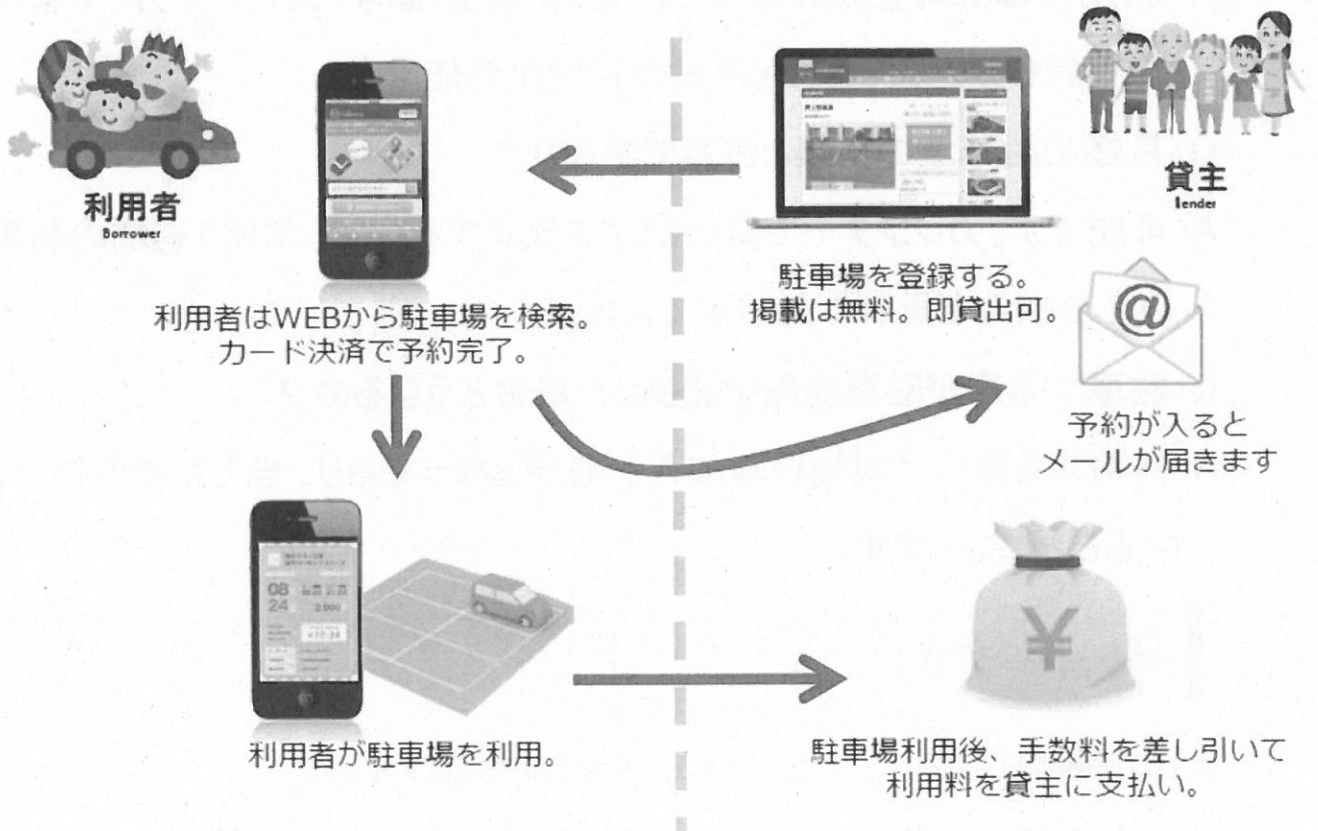 利用者
Borrower
貸主
lender
駐車場を登録する。
掲載は無料。即貸出可。
利用者はWEBから駐車場を検索。
カード決済で予約完了。
@
予約が入ると
メールが届きます
08
24
2,000
¥
利用者が駐車場を利用。
駐車場利用後、手数料を差し引いて
利用料を貸主に支払い。